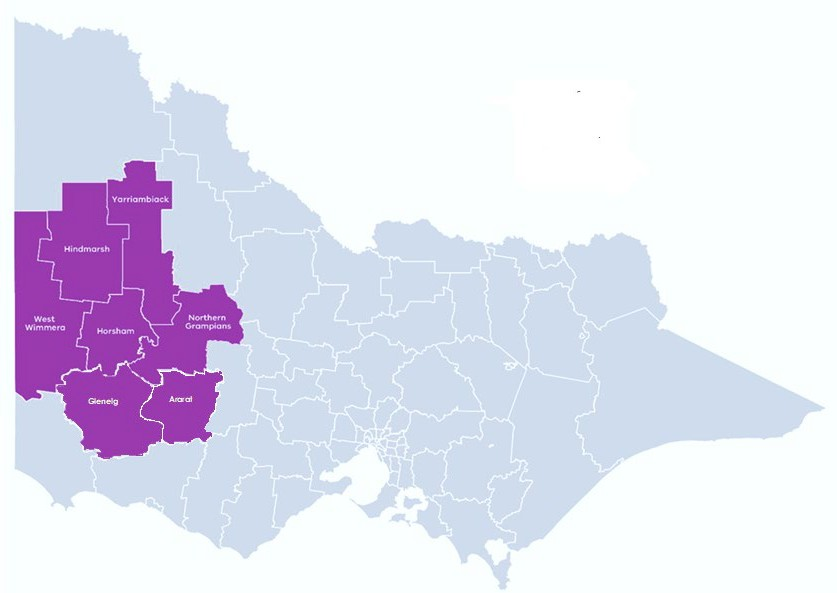 Yarriambiack
Hindmarsh
West
Wimmera
Horsham
Northern
Grampians
Glenelg
Ararat